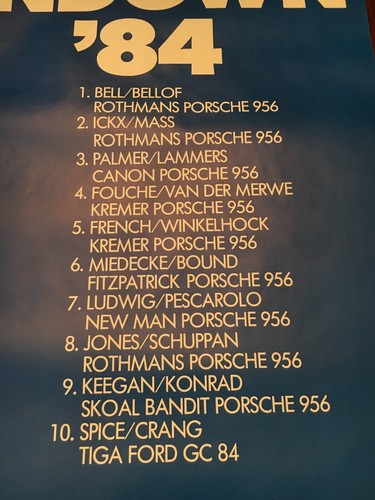 '84
1. BELL/BELLOF
ROTHMANS PORSCHE 956
2. ICKX/MASS
ROTHMANS PORSCHE 956
3. PALMER/LAMMERS
CANON PORSCHE 956
4. FOUCHE/VAN DER MERWE
KREMER PORSCHE 956
5. FRENCH/WINKELHOCK
KREMER PORSCHE 956
6. MIEDECKE/BOUND
FITZPATRICK PORSCHE 956
7. LUDWIG/PESCAROLO
NEW MAN PORSCHE 956
8. JONES/SCHUPPAN
ROTHMANS PORSCHE 956
9. KEEGAN/KONRAD
SKOAL BANDIT PORSCHE 956
10. SPICE/CRANG
TIGA FORD GC 84